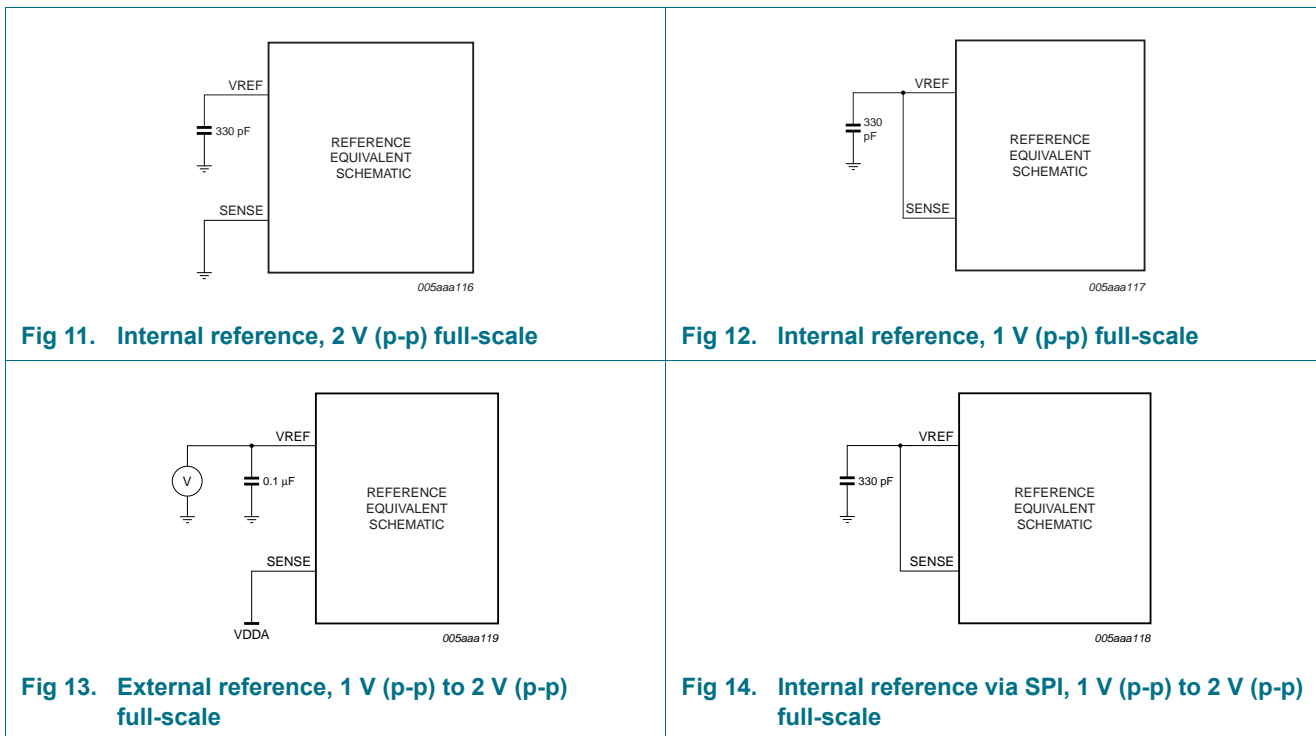 VREF
330 pF
REFERENCE
EQUIVALENT
SCHEMATIC
SENSE
005aaa116
Fig 11. Internal reference, 2 V (p-p) full-scale
VREF
330
pF
REFERENCE
EQUIVALENT
SCHEMATIC
SENSE
005aaa117
Fig 12. Internal reference, 1 V (p-p) full-scale
VREF
V
0.1 μF
REFERENCE
EQUIVALENT
SCHEMATIC
SENSE
VDDA
005aaa119
Fig 13. External reference, 1 V (p-p) to 2 V (p-p)
full-scale
VREF
330 pF
REFERENCE
EQUIVALENT
SCHEMATIC
SENSE
005aaa118
Fig 14. Internal reference via SPI, 1 V (p-p) to 2 V (p-p)
full-scale